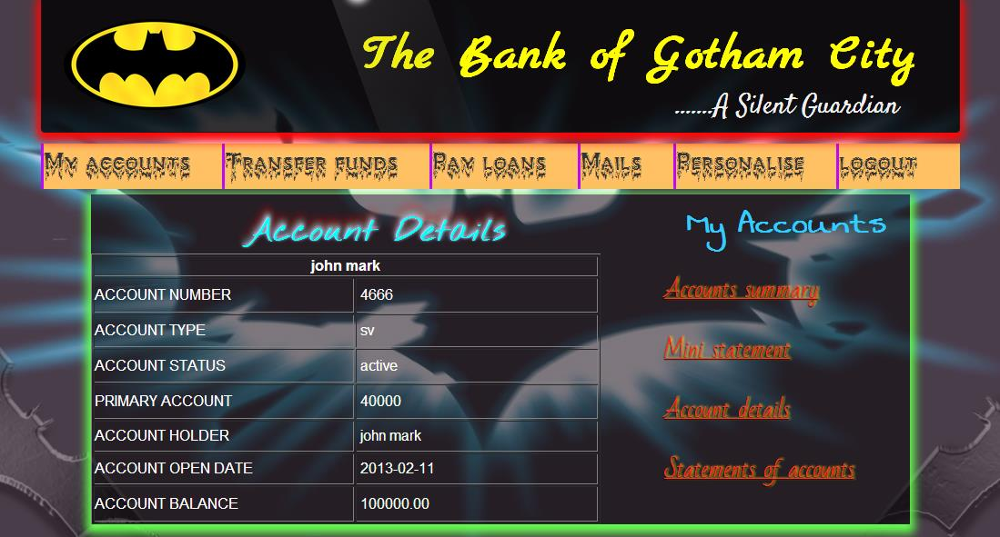 The Bank of Gotham City
.......A Silent Guardian
My accounts Transfer funds Pay loans Mails Personalise logout
Account Details
john mark
ACCOUNT NUMBER 4666
ACCOUNT TYPE sv
ACCOUNT STATUS active
PRIMARY ACCOUNT 40000
ACCOUNT HOLDER john mark
ACCOUNT OPEN DATE 2013-02-11
ACCOUNT BALANCE 100000.00
My Accounts
Accounts summary
Mini statement
Account details
Statements of accounts